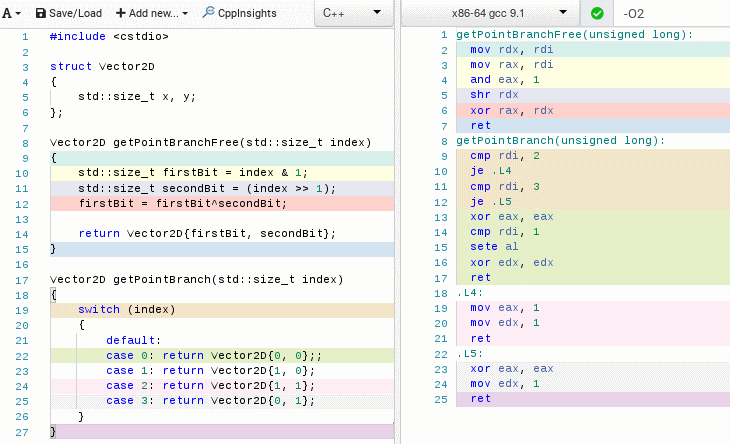 A Save/Load + Add new... CppInsights C++
1 #include <cstdio>
2
3 struct Vector2D
4 {
5 std::size_t x, y;
6 };
7
8 Vector2D getPointBranchFree(std::size_t index)
9 {
10 std::size_t firstBit = index & 1;
11 std::size_t secondBit = (index >> 1);
12 firstBit = firstBit^secondBit;
13
14 return Vector2D{firstBit, secondBit};
15 }
16
17 Vector2D getPointBranch(std::size_t index)
18 {
19 switch (index)
20 {
21 default:
22 case 0: return Vector2D{0, 0};;
23 case 1: return Vector2D{1, 0};
24 case 2: return Vector2D{1, 1};
25 case 3: return Vector2D{0, 1};
26 }
27 }
x86-64 gcc 9.1 -O2
1 getPointBranchFree(unsigned long):
2 mov rdx, rdi
3 mov rax, rdi
4 and eax, 1
5 shr rdx
6 xor rax, rdx
7 ret
8 getPointBranch(unsigned long):
9 cmp rdi, 2
10 je .L4
11 cmp rdi, 3
12 je .L5
13 xor eax, eax
14 cmp rdi, 1
15 sete al
16 xor edx, edx
17 ret
18 .L4:
19 mov eax, 1
20 mov edx, 1
21 ret
22 .L5:
23 xor eax, eax
24 mov edx, 1
25 ret